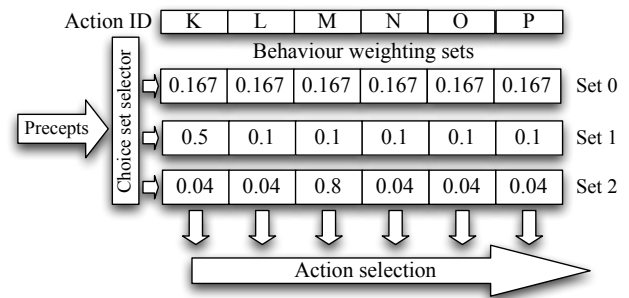 Action ID K L M N O P
Behaviour weighting sets
Choice set selector
Precepts
0.167 0.167 0.167 0.167 0.167 0.167 Set 0
0.5 0.1 0.1 0.1 0.1 0.1 Set 1
0.04 0.04 0.8 0.04 0.04 0.04 Set 2
Action selection